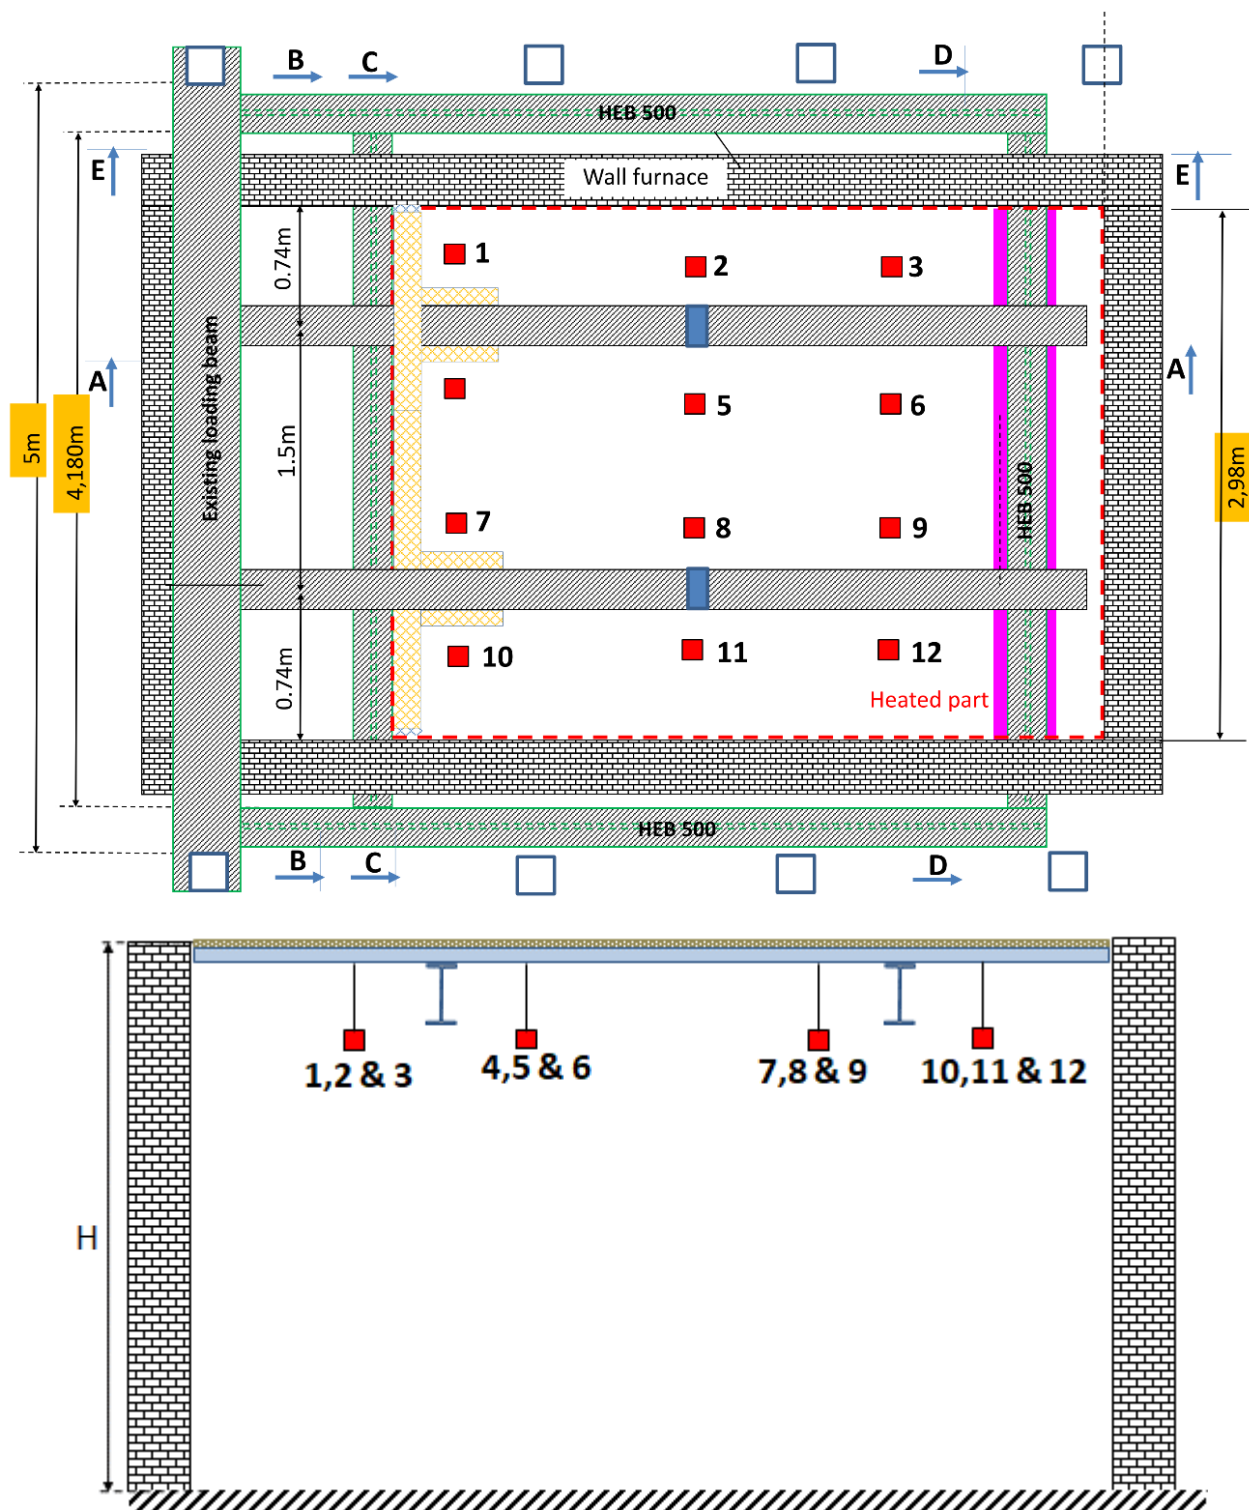 B
C
D
HEB 500
E
Wall furnace
E
0.74m
1
2
3
A
A
5
6
5m
4,180m
Existing loading beam
1.5m
HEB 500
2,98m
7
8
9
0.74m
10
11
12
Heated part
HEB 500
B
C
D
1,2 & 3
4,5 & 6
7,8 & 9
10,11 & 12
H